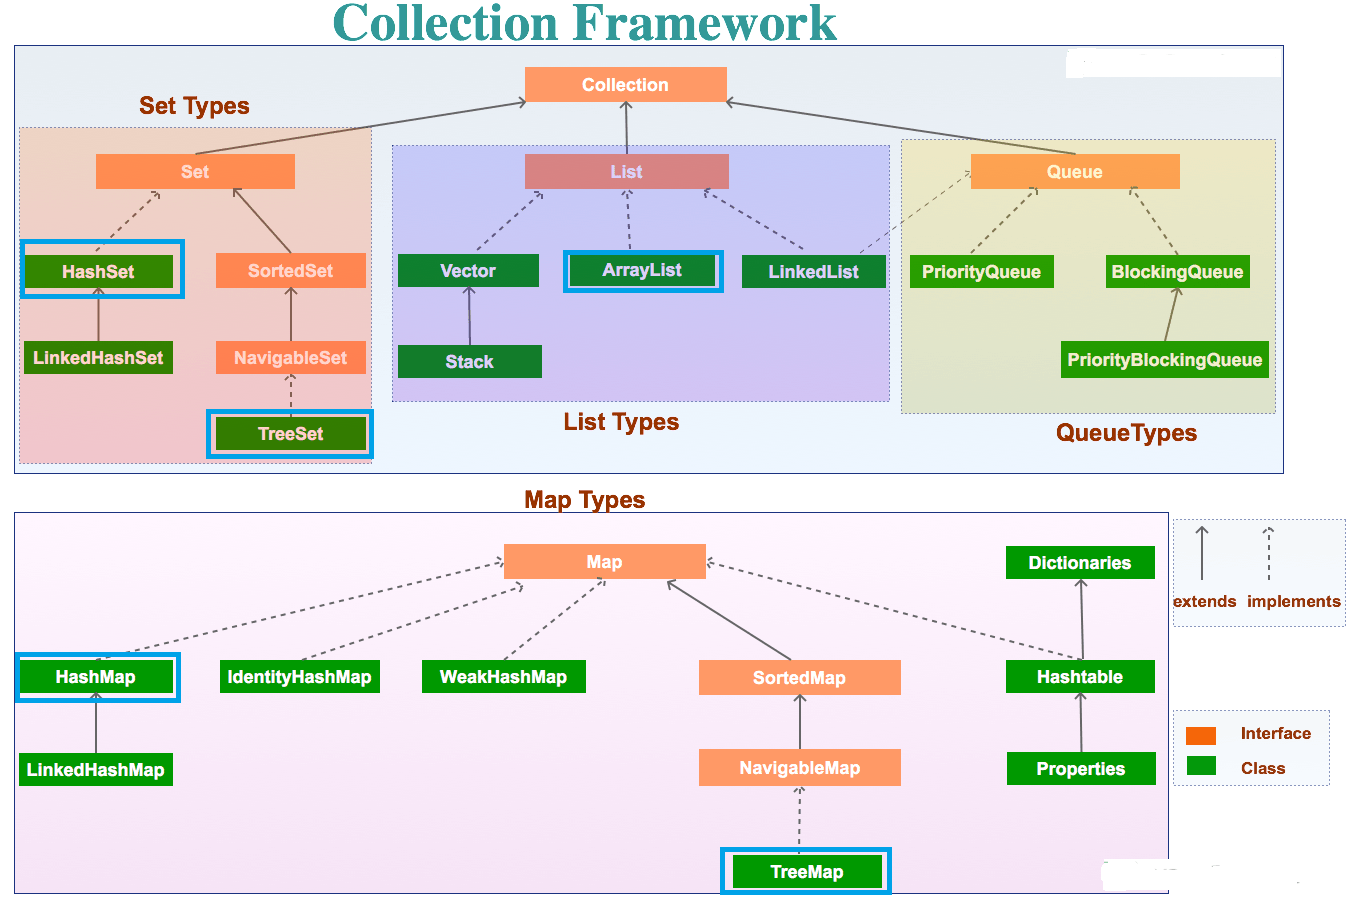 Collection Framework
Collection
Set Types
Set
List
Queue
HashSet
SortedSet
Vector
ArrayList
LinkedList
PriorityQueue
BlockingQueue
LinkedHashSet
NavigableSet
Stack
PriorityBlockingQueue
TreeSet
List Types
QueueTypes
Map Types
Map
Dictionaries
extends implements
HashMap
IdentityHashMap
WeakHashMap
SortedMap
Hashtable
Interface
LinkedHashMap
NavigableMap
Properties
Class
TreeMap